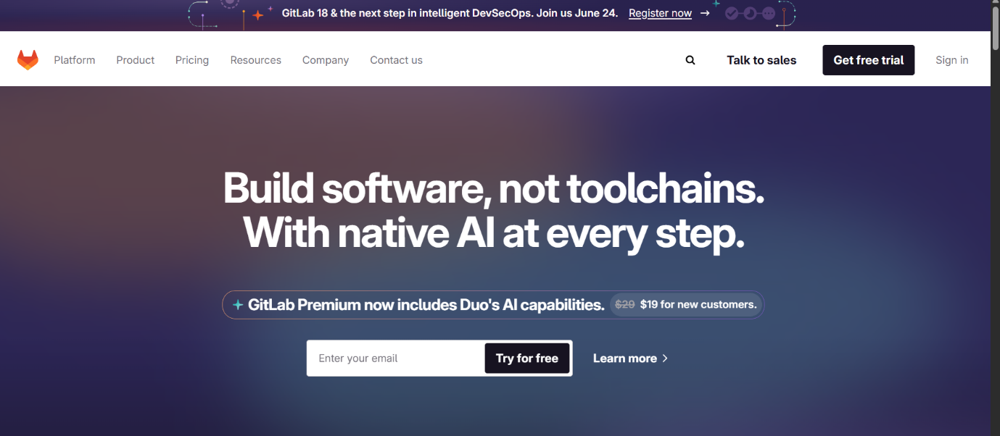 GitLab 18 & the next step in intelligent DevSecOps. Join us June 24. Register now →
Platform Product Pricing Resources Company Contact us Talk to sales Get free trial Sign in
Build software, not toolchains.
With native AI at every step.
GitLab Premium now includes Duo's AI capabilities. $29 $19 for new customers.
Enter your email Try for free Learn more >